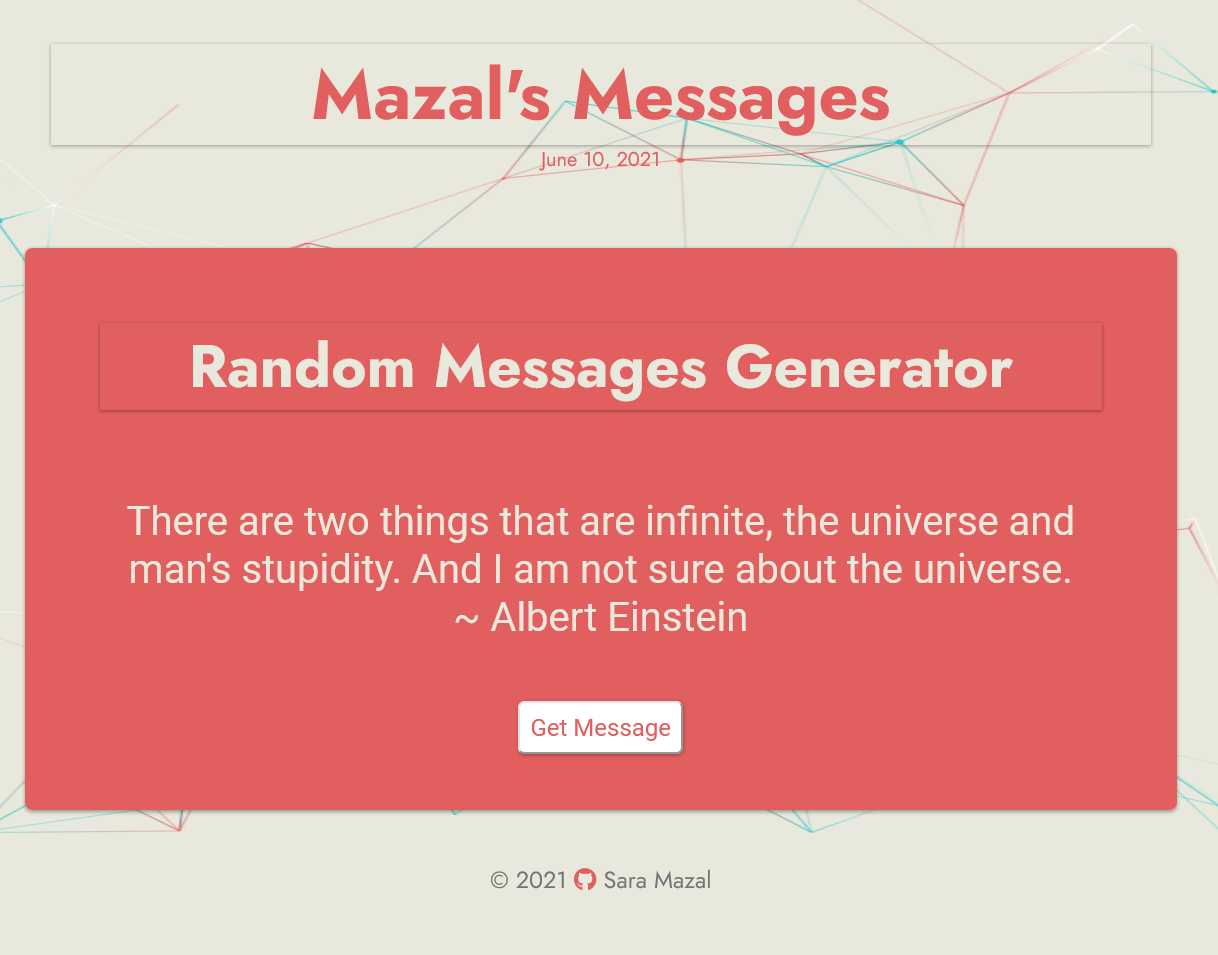 Mazal's Messages
June 10, 2021
Random Messages Generator
There are two things that are infinite, the universe and
man's stupidity. And I am not sure about the universe.
~ Albert Einstein
Get Message
© 2021 Sara Mazal